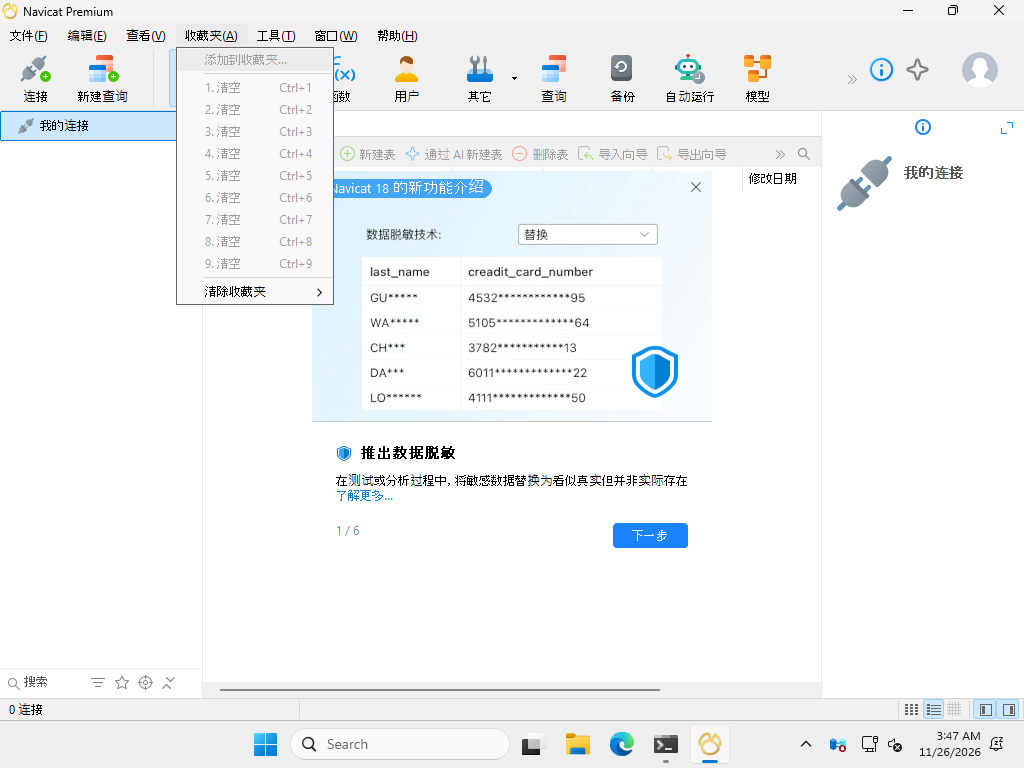 Navicat Premium
文件(F) 编辑(E) 查看(V) 收藏夹(A) 工具(T) 窗口(W) 帮助(H)
连接 新建查询 函数 用户 其它 查询 备份 自动运行 模型
添加到收藏夹...
1. 清空 Ctrl+1
2. 清空 Ctrl+2
3. 清空 Ctrl+3
4. 清空 Ctrl+4
5. 清空 Ctrl+5
6. 清空 Ctrl+6
7. 清空 Ctrl+7
8. 清空 Ctrl+8
9. 清空 Ctrl+9
清除收藏夹
我的连接
新建表 通过 AI 新建表 删除表 导入向导 导出向导
修改日期
Navicat 18 的新功能介绍
数据脱敏技术: 替换
last_name creadit_card_number
GU***** 4532************95
WA***** 5105*************64
CH*** 3782***********13
DA*** 6011*************22
LO****** 4111*************50
推出数据脱敏
在测试或分析过程中, 将敏感数据替换为看似真实但并非实际存在
了解更多...
1 / 6
下一步
我的连接
搜索
0 连接
Search
3:47 AM
11/26/2026